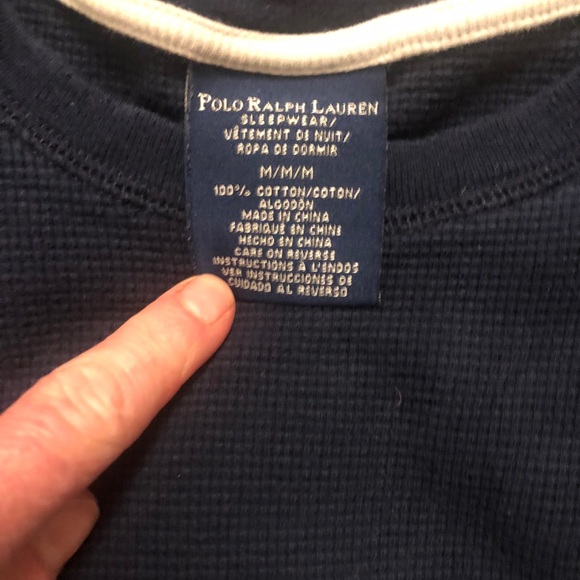 POLO RALPH LAUREN
SLEEPWEAR/
VÊTEMENT DE NUIT/
ROPA DE DORMIR
M/M/M
100% COTTON/COTON/
ALGODÓN
MADE IN CHINA
FABRIQUÉ EN CHINE
HECHO EN CHINA
CARE ON REVERSE
INSTRUCTIONS À L'ENDOS
VER INSTRUCCIONES DE
CUIDADO AL REVERSO